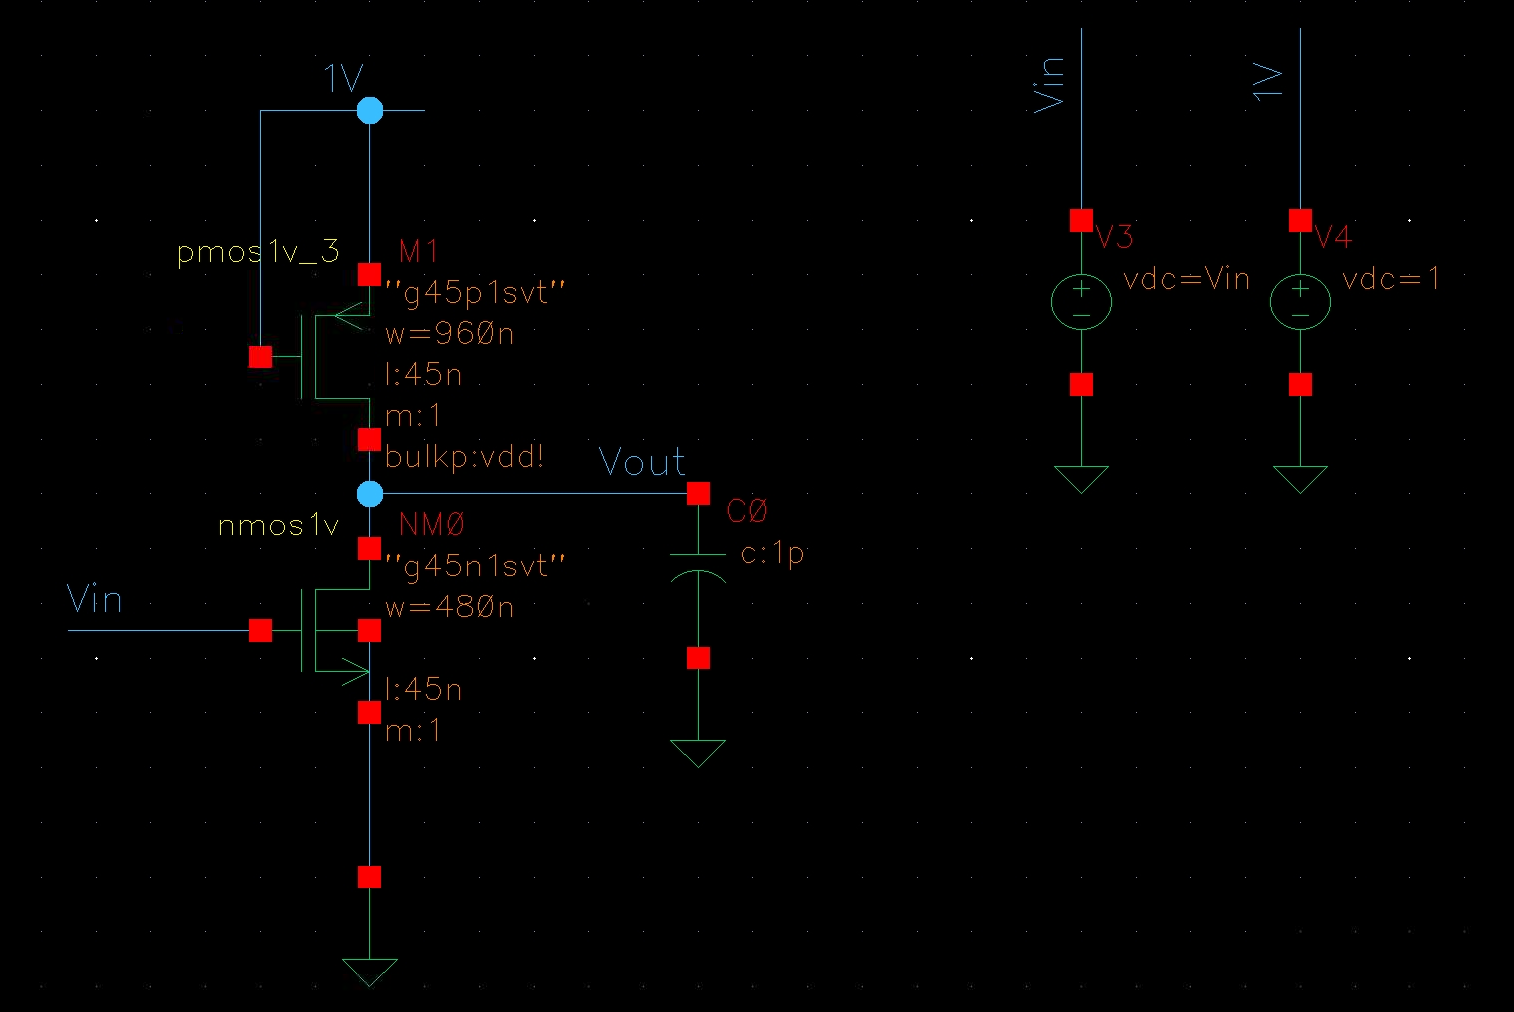 1V
Vin
1V
pmos1v_3
M1
"g45p1svt"
w=960n
l:45n
m:1
bulkp:vdd!
V3
vdc=Vin
V4
vdc=1
Vout
nmos1v
NM0
"g45n1svt"
w=480n
l:45n
m:1
C0
c:1p
Vin